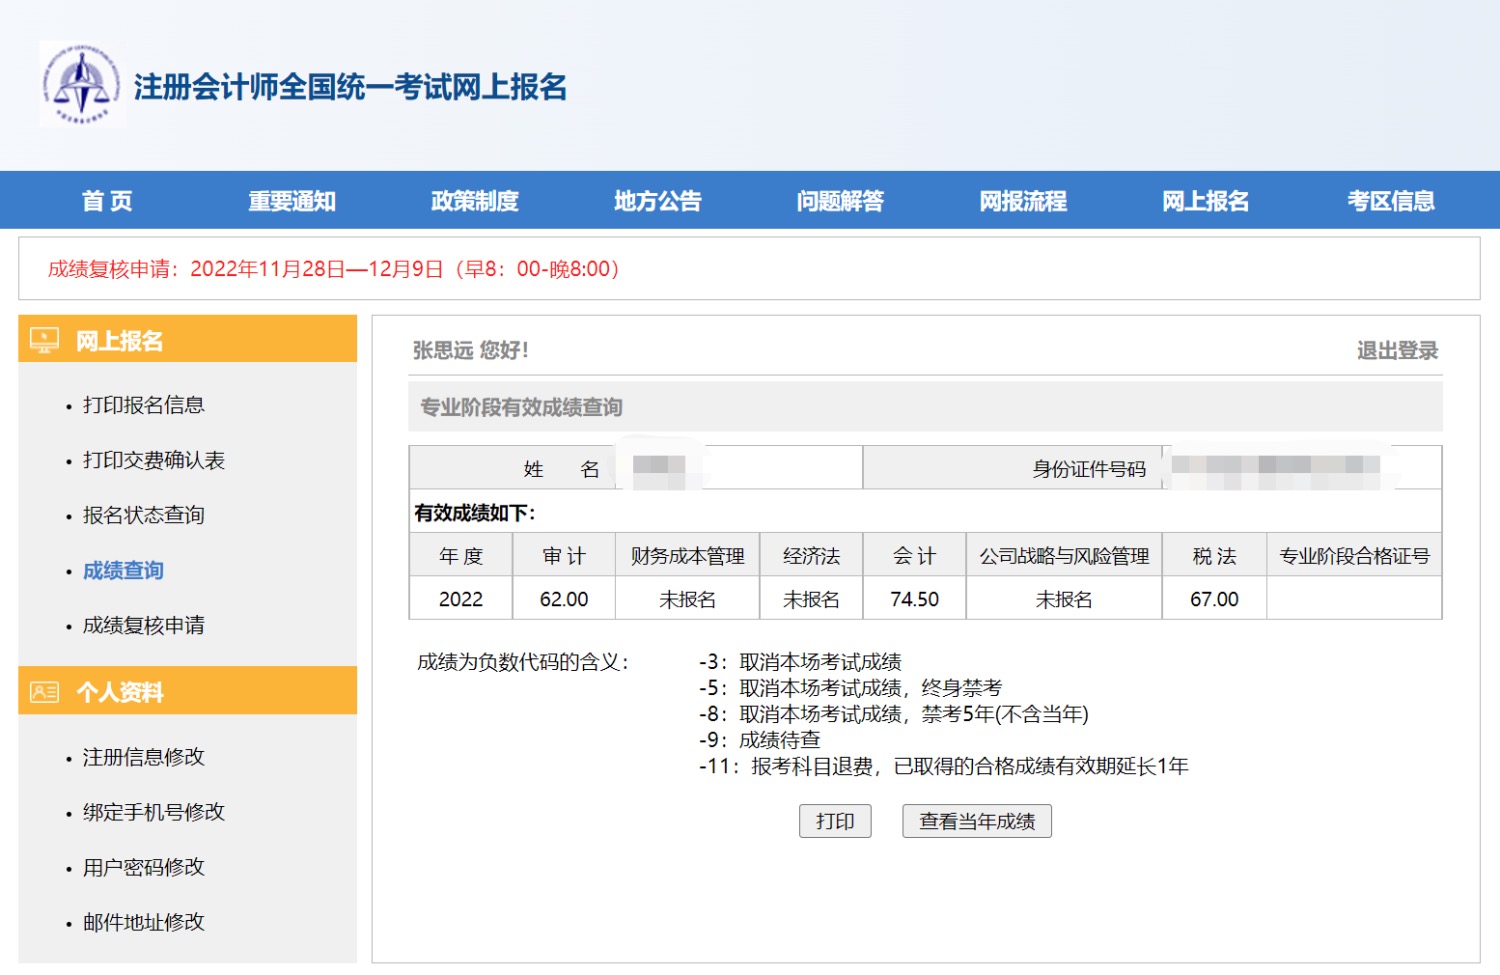 注册会计师全国统一考试网上报名
首 页 重要通知 政策制度 地方公告 问题解答 网报流程 网上报名 考区信息
成绩复核申请：2022年11月28日—12月9日（早8：00-晚8:00）
网上报名
打印报名信息
打印交费确认表
报名状态查询
成绩查询
成绩复核申请
个人资料
注册信息修改
绑定手机号修改
用户密码修改
邮件地址修改
张思远 您好！ 退出登录
专业阶段有效成绩查询
姓 名 身份证件号码
有效成绩如下：
年 度 审 计 财务成本管理 经济法 会 计 公司战略与风险管理 税 法 专业阶段合格证号
2022 62.00 未报名 未报名 74.50 未报名 67.00
成绩为负数代码的含义： -3：取消本场考试成绩
-5：取消本场考试成绩，终身禁考
-8：取消本场考试成绩，禁考5年(不含当年)
-9：成绩待查
-11：报考科目退费，已取得的合格成绩有效期延长1年
打印 查看当年成绩